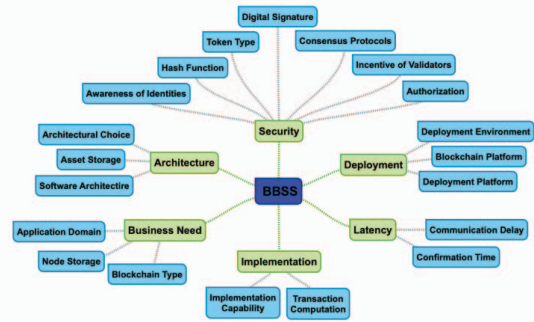 Digital Signature
Token Type
Consensus Protocols
Hash Function
Incentive of Validators
Awareness of Identities
Authorization
Security
Architectural Choice
Asset Storage
Software Architectire
Architecture
Deployment Environment
Blockchain Platform
Deployment Platform
Deployment
BBSS
Application Domain
Node Storage
Blockchain Type
Business Need
Latency
Communication Delay
Confirmation Time
Implementation
Implementation
Capability
Transaction
Computation